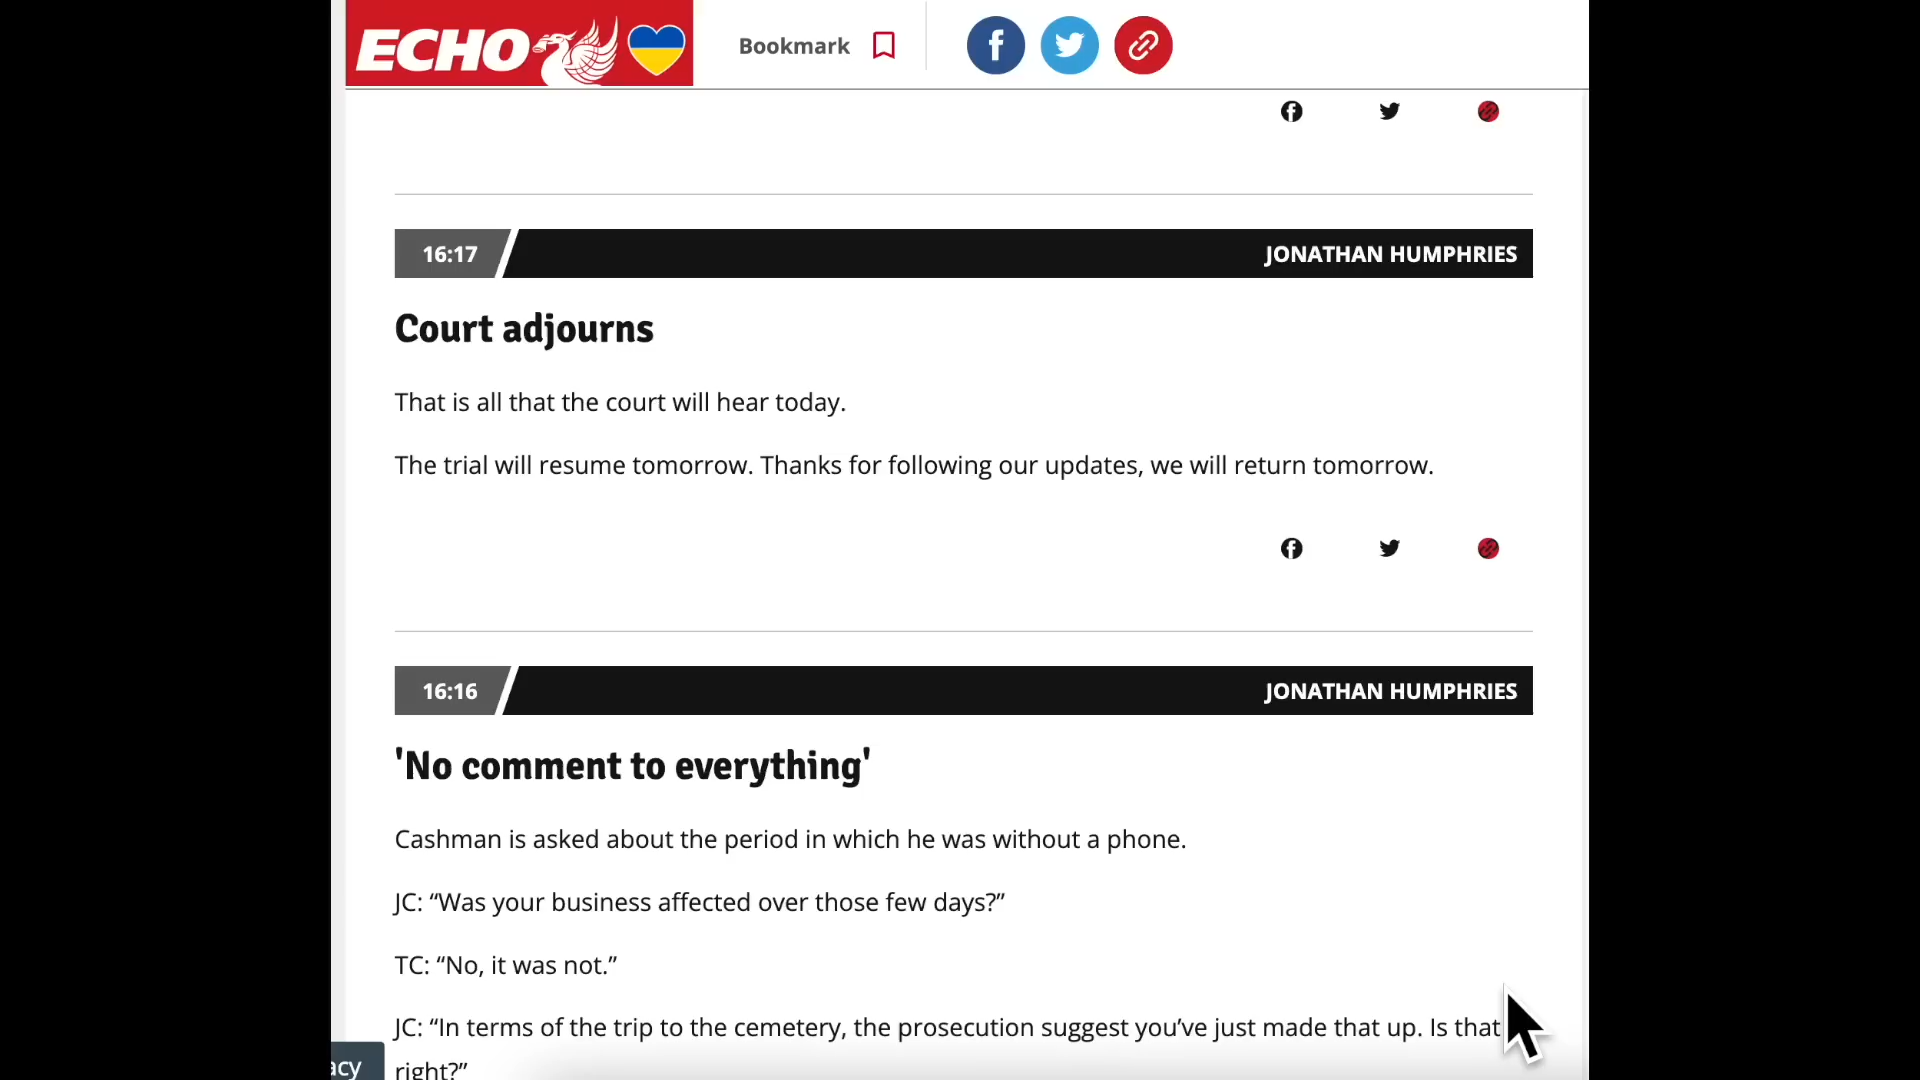 ECHO
Bookmark
16:17
JONATHAN HUMPHRIES
Court adjourns
That is all that the court will hear today.
The trial will resume tomorrow. Thanks for following our updates, we will return tomorrow.
16:16
JONATHAN HUMPHRIES
'No comment to everything'
Cashman is asked about the period in which he was without a phone.
JC: “Was your business affected over those few days?”
TC: “No, it was not.”
JC: “In terms of the trip to the cemetery, the prosecution suggest you’ve just made that up. Is that
acy
right?”